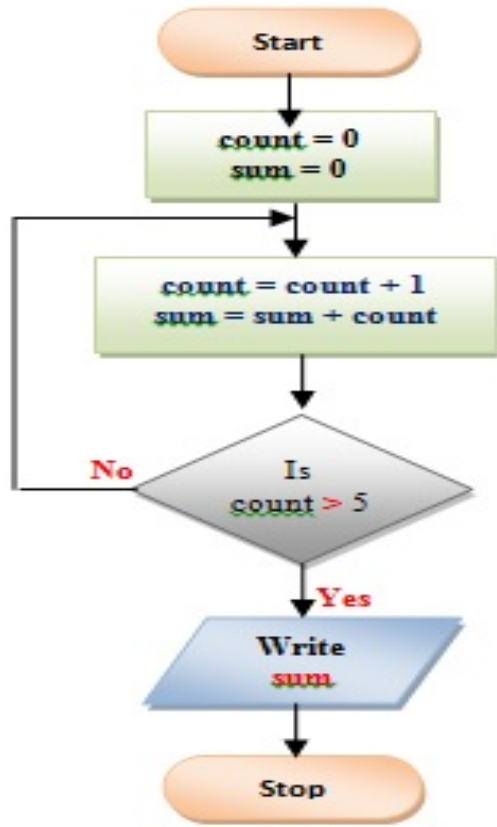 Start
count = 0
sum = 0
count = count + 1
sum = sum + count
Is
count > 5
No
Yes
Write
sum
Stop